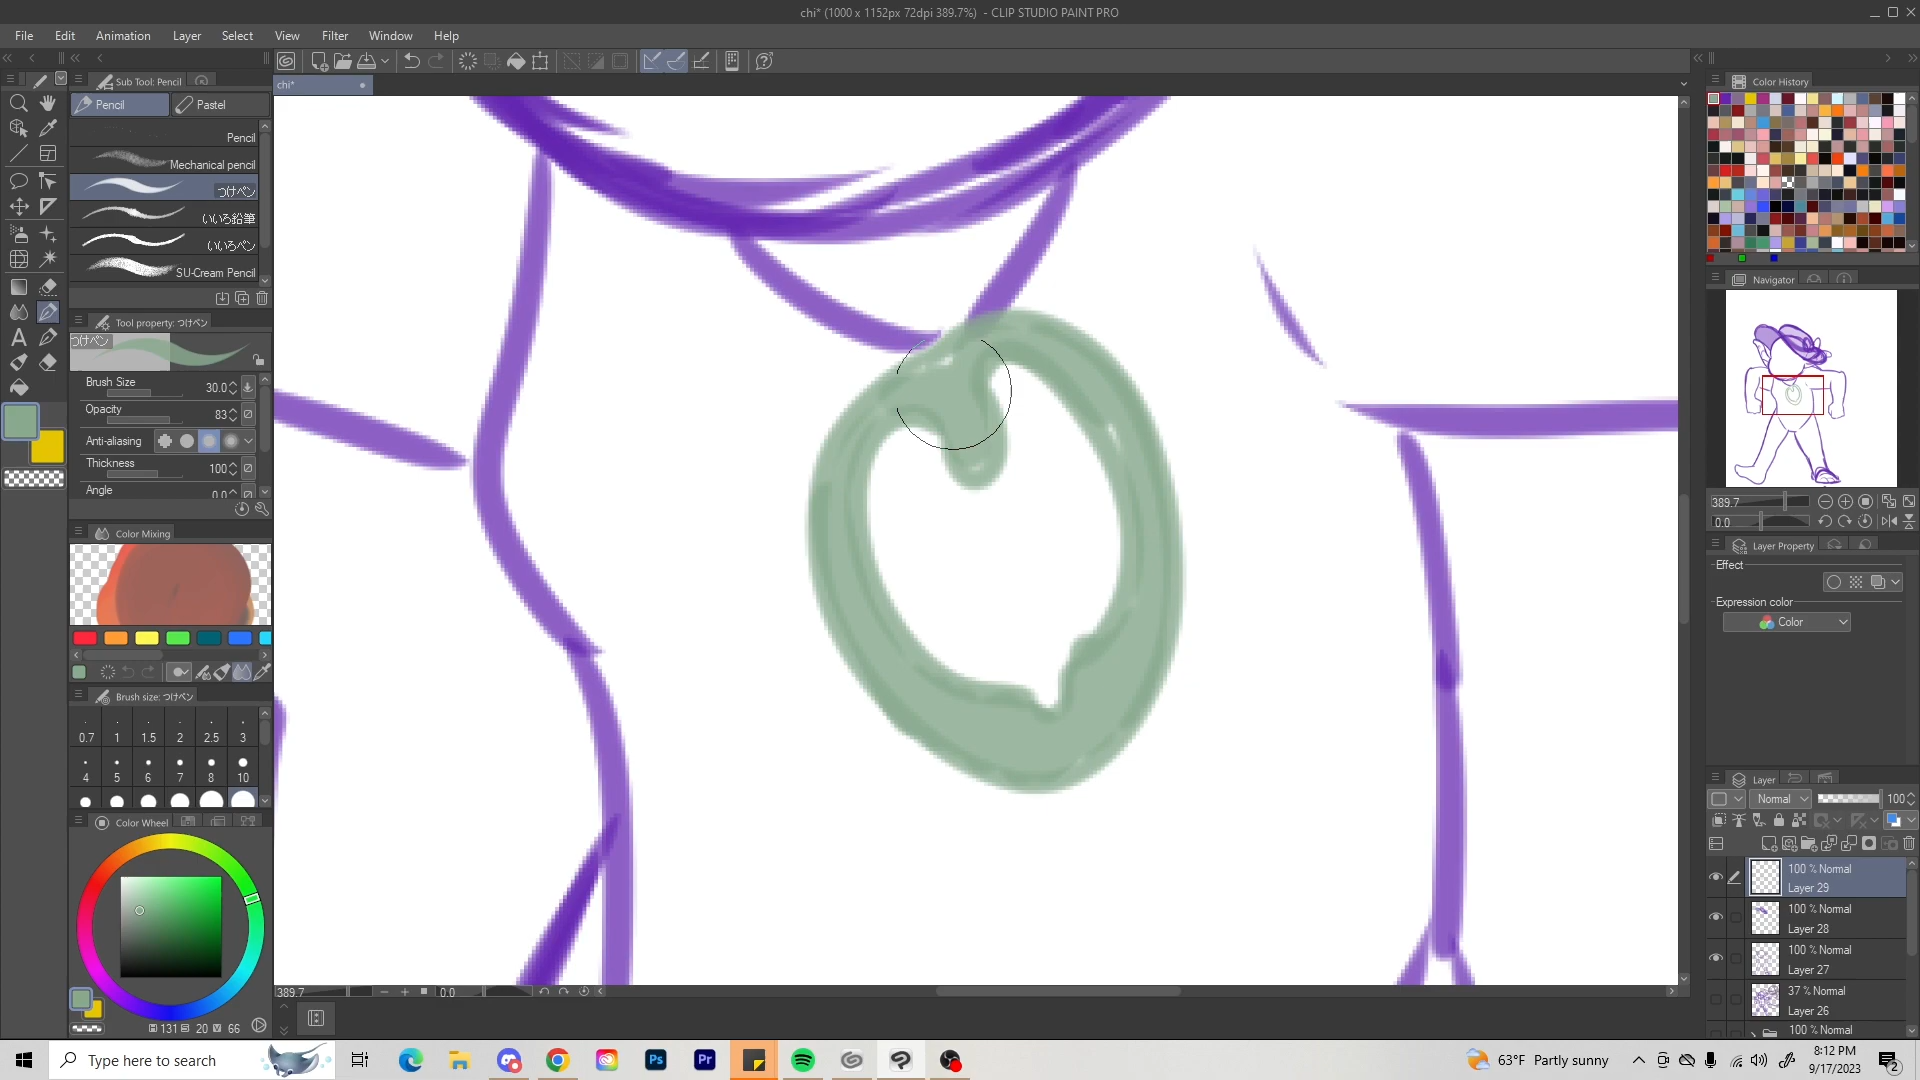 chi* (1000 x 1152px 72dpi 389.7%) - CLIP STUDIO PAINT PRO
File Edit Animation Layer Select View Filter Window Help
Sub Tool: Pencil
chi*
Color History
Pencil Pastel
Pencil
Mechanical pencil
つけペン
いいろ鉛筆
いいろペン
SU-Cream Pencil
Navigator
Tool property: つけペン
つけペン
Brush Size 30.0
Opacity 83
Anti-aliasing
Thickness 100
Angle 0.0
389.7
0.0
Color Mixing
Layer Property
Effect
Expression color
Color
Brush size: つけペン
0.7 1 1.5 2 2.5 3
4 5 6 7 8 10
Layer
Normal 100
Color Wheel
100 % Normal
Layer 29
100 % Normal
Layer 28
100 % Normal
Layer 27
37 % Normal
Layer 26
100 % Normal
389.7 0.0
H 131 S 20 V 66
Type here to search
Ps
Pr
63°F Partly sunny
8:12 PM
9/17/2023
2